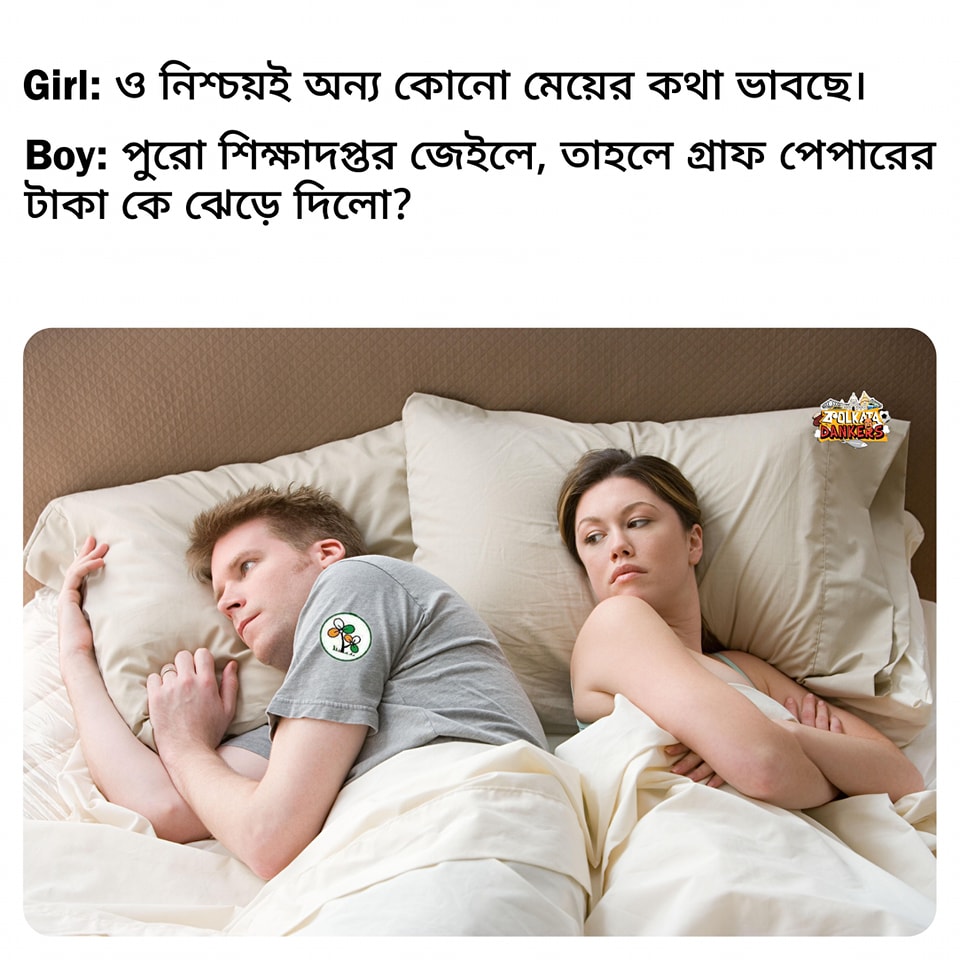 Girl: ও নিশ্চয়ই অন্য কোনো মেয়ের কথা ভাবছে।
Boy: পুরো শিক্ষাদপ্তর জেইলে, তাহলে গ্রাফ পেপারের
টাকা কে ঝেড়ে দিলো?
KOLKATA
DANKERS